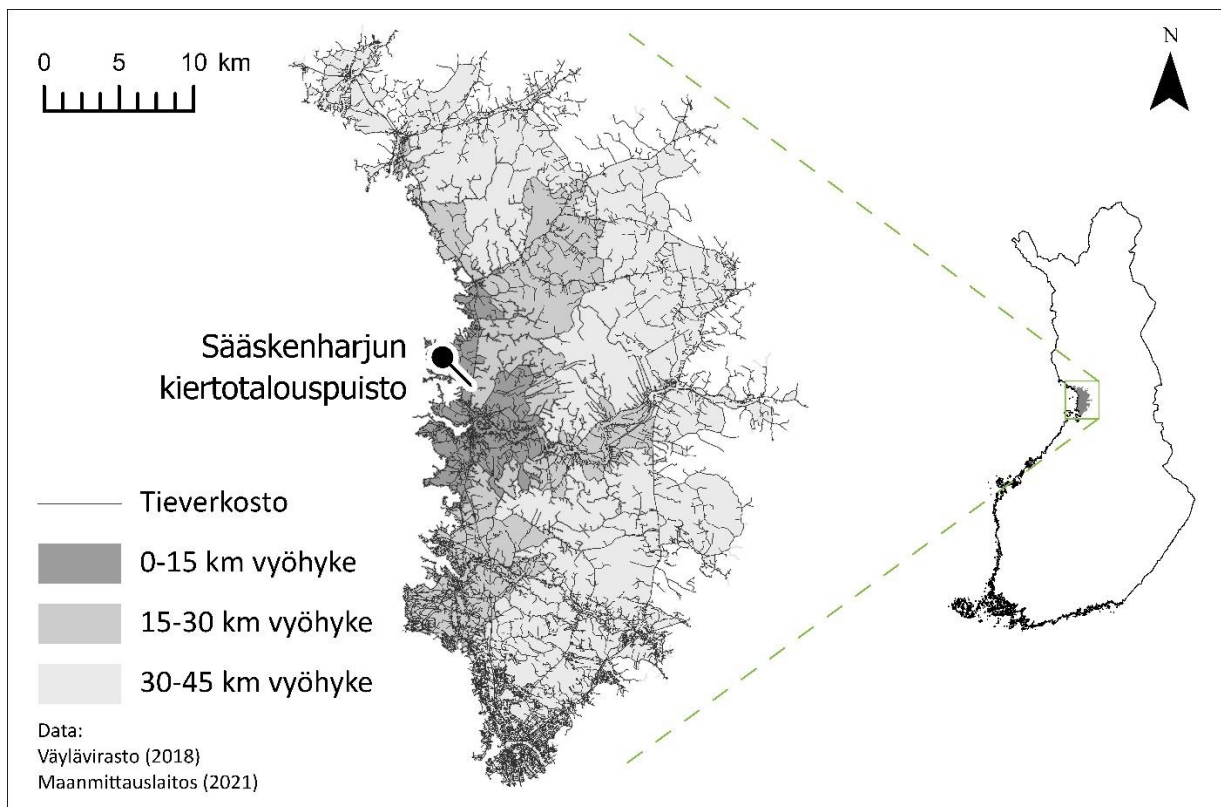 0 5 10 km
N
Sääskenharjun
kiertotalouspuisto
Tieverkosto
0-15 km vyöhyke
15-30 km vyöhyke
30-45 km vyöhyke
Data:
Väylävirasto (2018)
Maanmittauslaitos (2021)